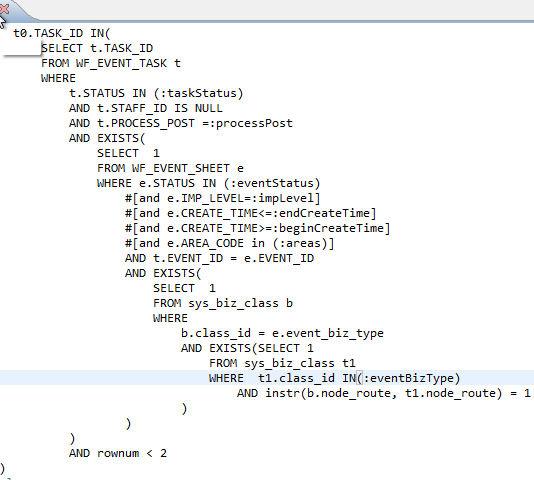 t0.TASK_ID IN(
SELECT t.TASK_ID
FROM WF_EVENT_TASK t
WHERE
t.STATUS IN (:taskStatus)
AND t.STAFF_ID IS NULL
AND t.PROCESS_POST =:processPost
AND EXISTS(
SELECT 1
FROM WF_EVENT_SHEET e
WHERE e.STATUS IN (:eventStatus)
#[and e.IMP_LEVEL=:impLevel]
#[and e.CREATE_TIME<=:endCreateTime]
#[and e.CREATE_TIME>=:beginCreateTime]
#[and e.AREA_CODE in (:areas)]
AND t.EVENT_ID = e.EVENT_ID
AND EXISTS(
SELECT 1
FROM sys_biz_class b
WHERE
b.class_id = e.event_biz_type
AND EXISTS(SELECT 1
FROM sys_biz_class t1
WHERE t1.class_id IN(:eventBizType)
AND instr(b.node_route, t1.node_route) = 1
)
)
)
AND rownum < 2
)